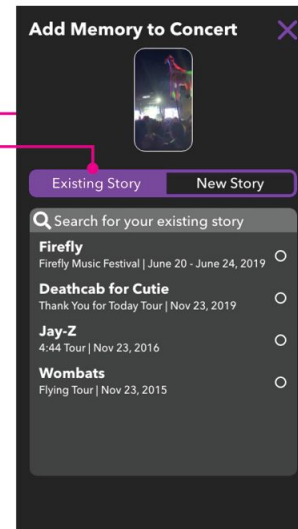 Add Memory to Concert
Existing Story
New Story
Search for your existing story
Firefly
Firefly Music Festival | June 20 - June 24, 2019
Deathcab for Cutie
Thank You for Today Tour | Nov 23, 2019
Jay-Z
4:44 Tour | Nov 23, 2016
Wombats
Flying Tour | Nov 23, 2015